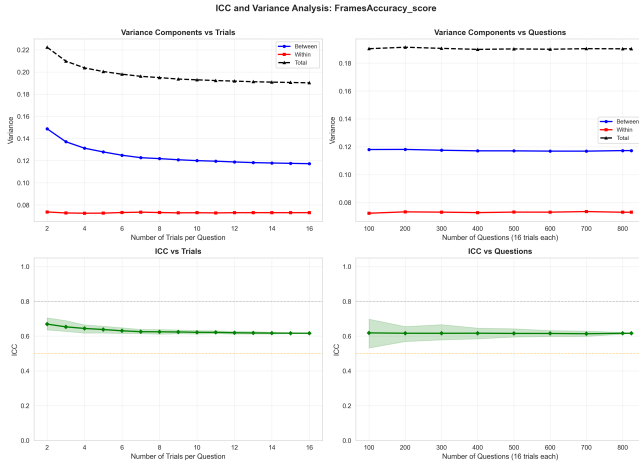 ICC and Variance Analysis: FramesAccuracy_score
Variance Components vs Trials
Variance
0.22
0.20
0.18
0.16
0.14
0.12
0.10
0.08
Between
Within
Total
2 4 6 8 10 12 14 16
Number of Trials per Question
Variance Components vs Questions
Variance
0.18
0.16
0.14
0.12
0.10
0.08
Between
Within
Total
100 200 300 400 500 600 700 800
Number of Questions (16 trials each)
ICC vs Trials
ICC
1.0
0.8
0.6
0.4
0.2
0.0
2 4 6 8 10 12 14 16
Number of Trials per Question
ICC vs Questions
ICC
1.0
0.8
0.6
0.4
0.2
0.0
100 200 300 400 500 600 700 800
Number of Questions (16 trials each)